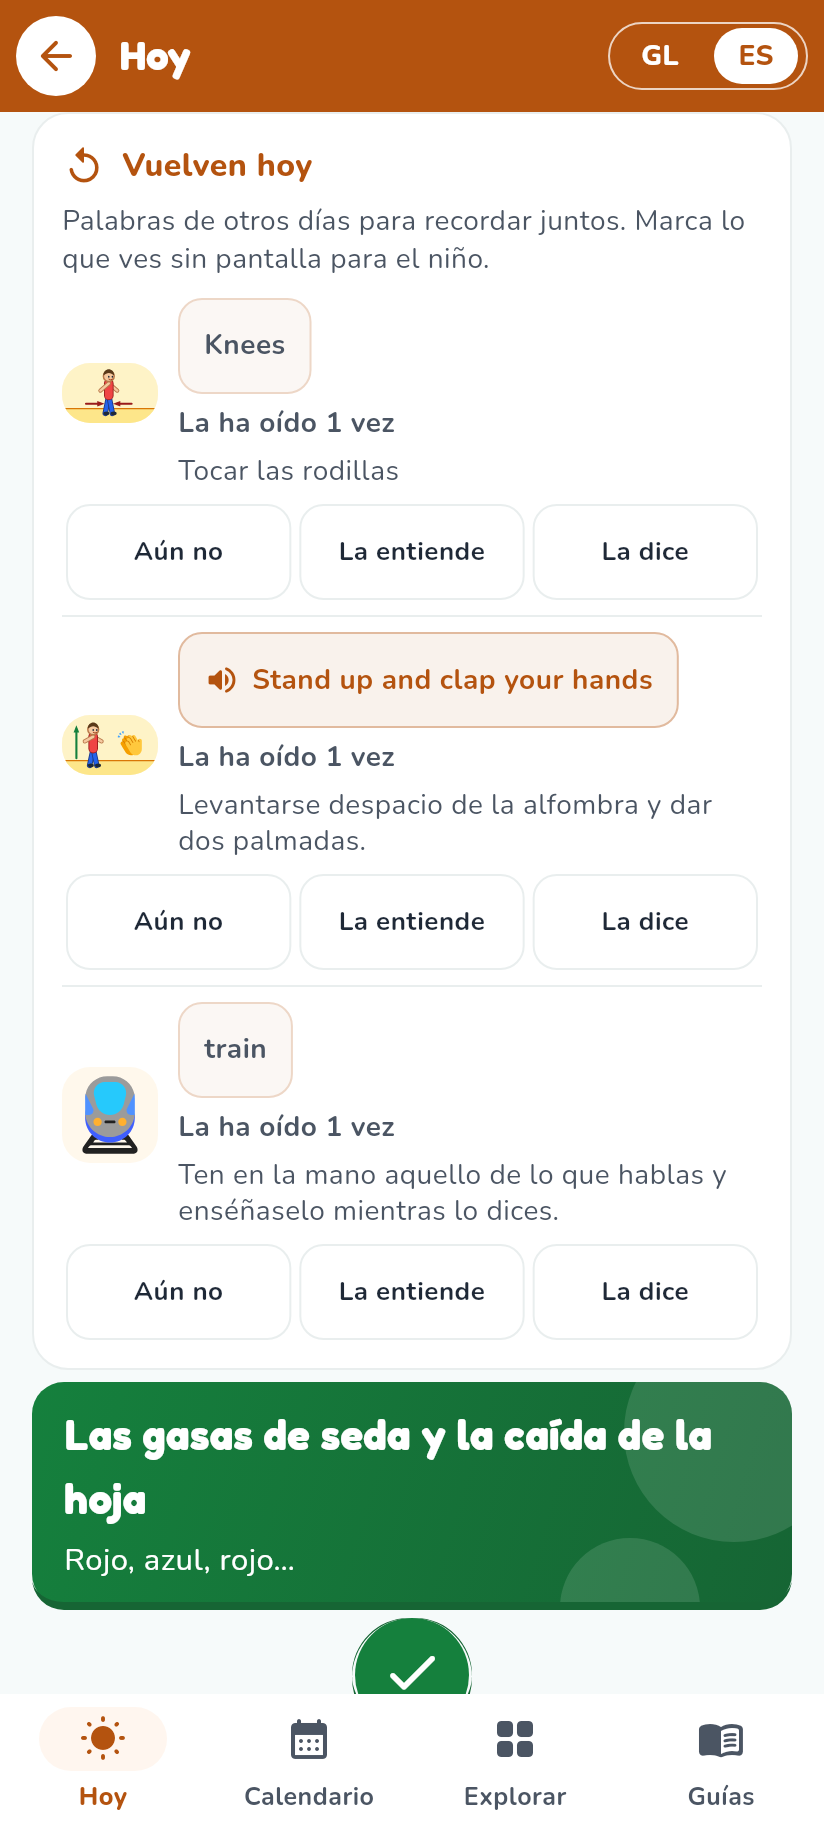 Hoy
GL
ES
Vuelven hoy
Palabras de otros días para recordar juntos. Marca lo
que ves sin pantalla para el niño.
Knees
La ha oído 1 vez
Tocar las rodillas
Aún no
La entiende
La dice
Stand up and clap your hands
La ha oído 1 vez
Levantarse despacio de la alfombra y dar
dos palmadas.
Aún no
La entiende
La dice
train
La ha oído 1 vez
Ten en la mano aquello de lo que hablas y
enséñaselo mientras lo dices.
Aún no
La entiende
La dice
Las gasas de seda y la caída de la
hoja
Rojo, azul, rojo...
Hoy
Calendario
Explorar
Guías